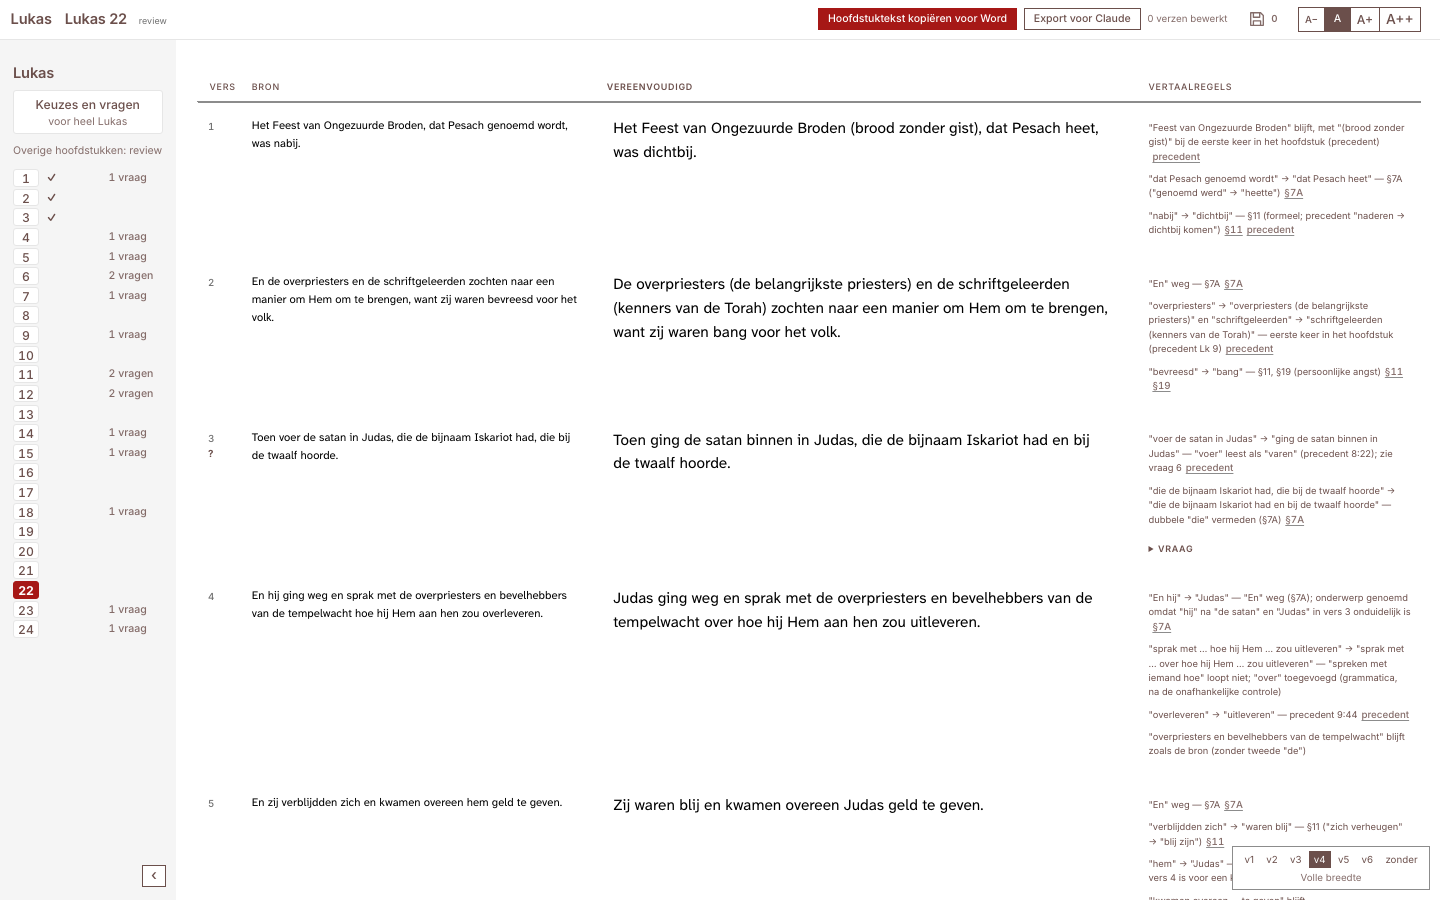 Lukas Lukas 22 review
Hoofdstuktekst kopiëren voor Word
Export voor Claude
0 verzen bewerkt
0
A− A A+ A++
Lukas
Keuzes en vragen
voor heel Lukas
Overige hoofdstukken: review
1 ✓ 1 vraag
2 ✓
3 ✓
4 1 vraag
5 1 vraag
6 2 vragen
7 1 vraag
8
9 1 vraag
10
11 2 vragen
12 2 vragen
13
14 1 vraag
15 1 vraag
16
17
18 1 vraag
19
20
21
22
23 1 vraag
24 1 vraag
VERS BRON VEREENVOUDIGD VERTAALREGELS
1
Het Feest van Ongezuurde Broden, dat Pesach genoemd wordt,
was nabij.
Het Feest van Ongezuurde Broden (brood zonder gist), dat Pesach heet,
was dichtbij.
"Feest van Ongezuurde Broden" blijft, met "(brood zonder
gist)" bij de eerste keer in het hoofdstuk (precedent)
precedent
"dat Pesach genoemd wordt" → "dat Pesach heet" — §7A
("genoemd werd" → "heette") §7A
"nabij" → "dichtbij" — §11 (formeel; precedent "naderen →
dichtbij komen") §11 precedent
2
En de overpriesters en de schriftgeleerden zochten naar een
manier om Hem om te brengen, want zij waren bevreesd voor het
volk.
De overpriesters (de belangrijkste priesters) en de schriftgeleerden
(kenners van de Torah) zochten naar een manier om Hem om te brengen,
want zij waren bang voor het volk.
"En" weg — §7A §7A
"overpriesters" → "overpriesters (de belangrijkste
priesters)" en "schriftgeleerden" → "schriftgeleerden
(kenners van de Torah)" — eerste keer in het hoofdstuk
(precedent Lk 9) precedent
"bevreesd" → "bang" — §11, §19 (persoonlijke angst) §11
§19
3
?
Toen voer de satan in Judas, die de bijnaam Iskariot had, die bij
de twaalf hoorde.
Toen ging de satan binnen in Judas, die de bijnaam Iskariot had en bij
de twaalf hoorde.
"voer de satan in Judas" → "ging de satan binnen in
Judas" — "voer" leest als "varen" (precedent 8:22); zie
vraag 6 precedent
"die de bijnaam Iskariot had, die bij de twaalf hoorde" →
"die de bijnaam Iskariot had en bij de twaalf hoorde" —
dubbele "die" vermeden (§7A) §7A
▶ VRAAG
4
En hij ging weg en sprak met de overpriesters en bevelhebbers
van de tempelwacht hoe hij Hem aan hen zou overleveren.
Judas ging weg en sprak met de overpriesters en bevelhebbers van de
tempelwacht over hoe hij Hem aan hen zou uitleveren.
"En hij" → "Judas" — "En" weg (§7A); onderwerp genoemd
omdat "hij" na "de satan" en "Judas" in vers 3 onduidelijk is
§7A
"sprak met ... hoe hij Hem ... zou uitleveren" → "sprak met
... over hoe hij Hem ... zou uitleveren" — "spreken met
iemand hoe" loopt niet; "over" toegevoegd (grammatica,
na de onafhankelijke controle)
"overleveren" → "uitleveren" — precedent 9:44 precedent
"overpriesters en bevelhebbers van de tempelwacht" blijft
zoals de bron (zonder tweede "de")
5
En zij verblijdden zich en kwamen overeen hem geld te geven.
Zij waren blij en kwamen overeen Judas geld te geven.
"En" weg — §7A §7A
"verblijdden zich" → "waren blij" — §11 ("zich verheugen"
→ "blij zijn") §11
"hem" → "Judas" —
vers 4 is voor een
v1 v2 v3 v4 v5 v6 zonder
Volle breedte